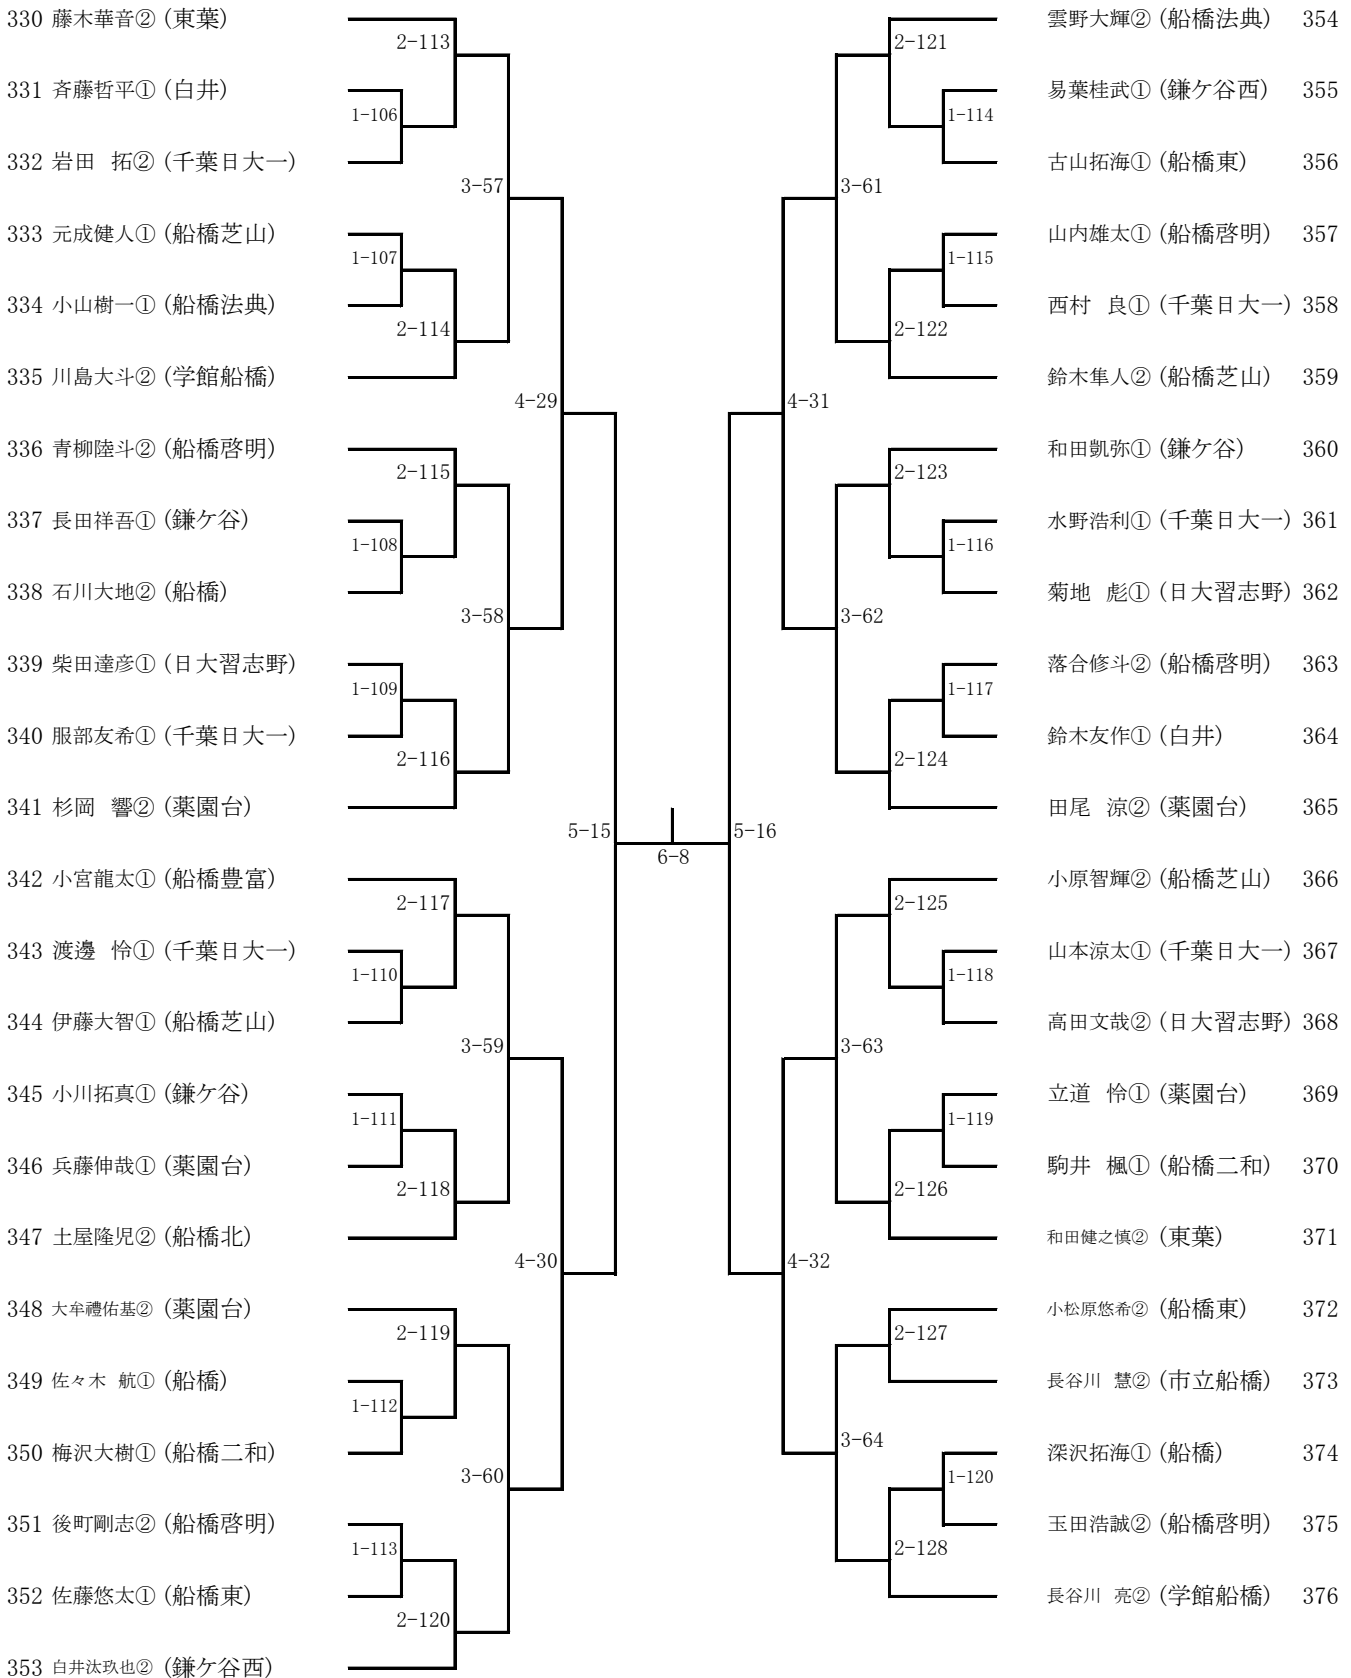 330 藤木華音② (東葉)
2-113
331 斉藤哲平① (白井)
1-106
332 岩田 拓② (千葉日大一)
3-57
333 元成健人① (船橋芝山)
1-107
334 小山樹一① (船橋法典)
2-114
335 川島大斗② (学館船橋)
4-29
336 青柳陸斗② (船橋啓明)
2-115
337 長田祥吾① (鎌ケ谷)
1-108
338 石川大地② (船橋)
3-58
339 柴田達彦① (日大習志野)
1-109
340 服部友希① (千葉日大一)
2-116
341 杉岡 響② (薬園台)
5-15
342 小宮龍太① (船橋豊富)
2-117
343 渡邊 怜① (千葉日大一)
1-110
344 伊藤大智① (船橋芝山)
3-59
345 小川拓真① (鎌ケ谷)
1-111
346 兵藤伸哉① (薬園台)
2-118
347 土屋隆児② (船橋北)
4-30
348 大牟禮佑基② (薬園台)
2-119
349 佐々木 航① (船橋)
1-112
350 梅沢大樹① (船橋二和)
3-60
351 後町剛志② (船橋啓明)
1-113
352 佐藤悠太① (船橋東)
2-120
353 白井汰玖也② (鎌ケ谷西)
6-8
雲野大輝② (船橋法典) 354
2-121
易葉桂武① (鎌ケ谷西) 355
1-114
古山拓海① (船橋東) 356
3-61
山内雄太① (船橋啓明) 357
1-115
西村 良① (千葉日大一) 358
2-122
鈴木隼人② (船橋芝山) 359
4-31
和田凱弥① (鎌ケ谷) 360
2-123
水野浩利① (千葉日大一) 361
1-116
菊地 彪① (日大習志野) 362
3-62
落合修斗② (船橋啓明) 363
1-117
鈴木友作① (白井) 364
2-124
田尾 涼② (薬園台) 365
5-16
小原智輝② (船橋芝山) 366
2-125
山本涼太① (千葉日大一) 367
1-118
高田文哉② (日大習志野) 368
3-63
立道 怜① (薬園台) 369
1-119
駒井 楓① (船橋二和) 370
2-126
和田健之慎② (東葉) 371
4-32
小松原悠希② (船橋東) 372
2-127
長谷川 慧② (市立船橋) 373
3-64
深沢拓海① (船橋) 374
1-120
玉田浩誠② (船橋啓明) 375
2-128
長谷川 亮② (学館船橋) 376